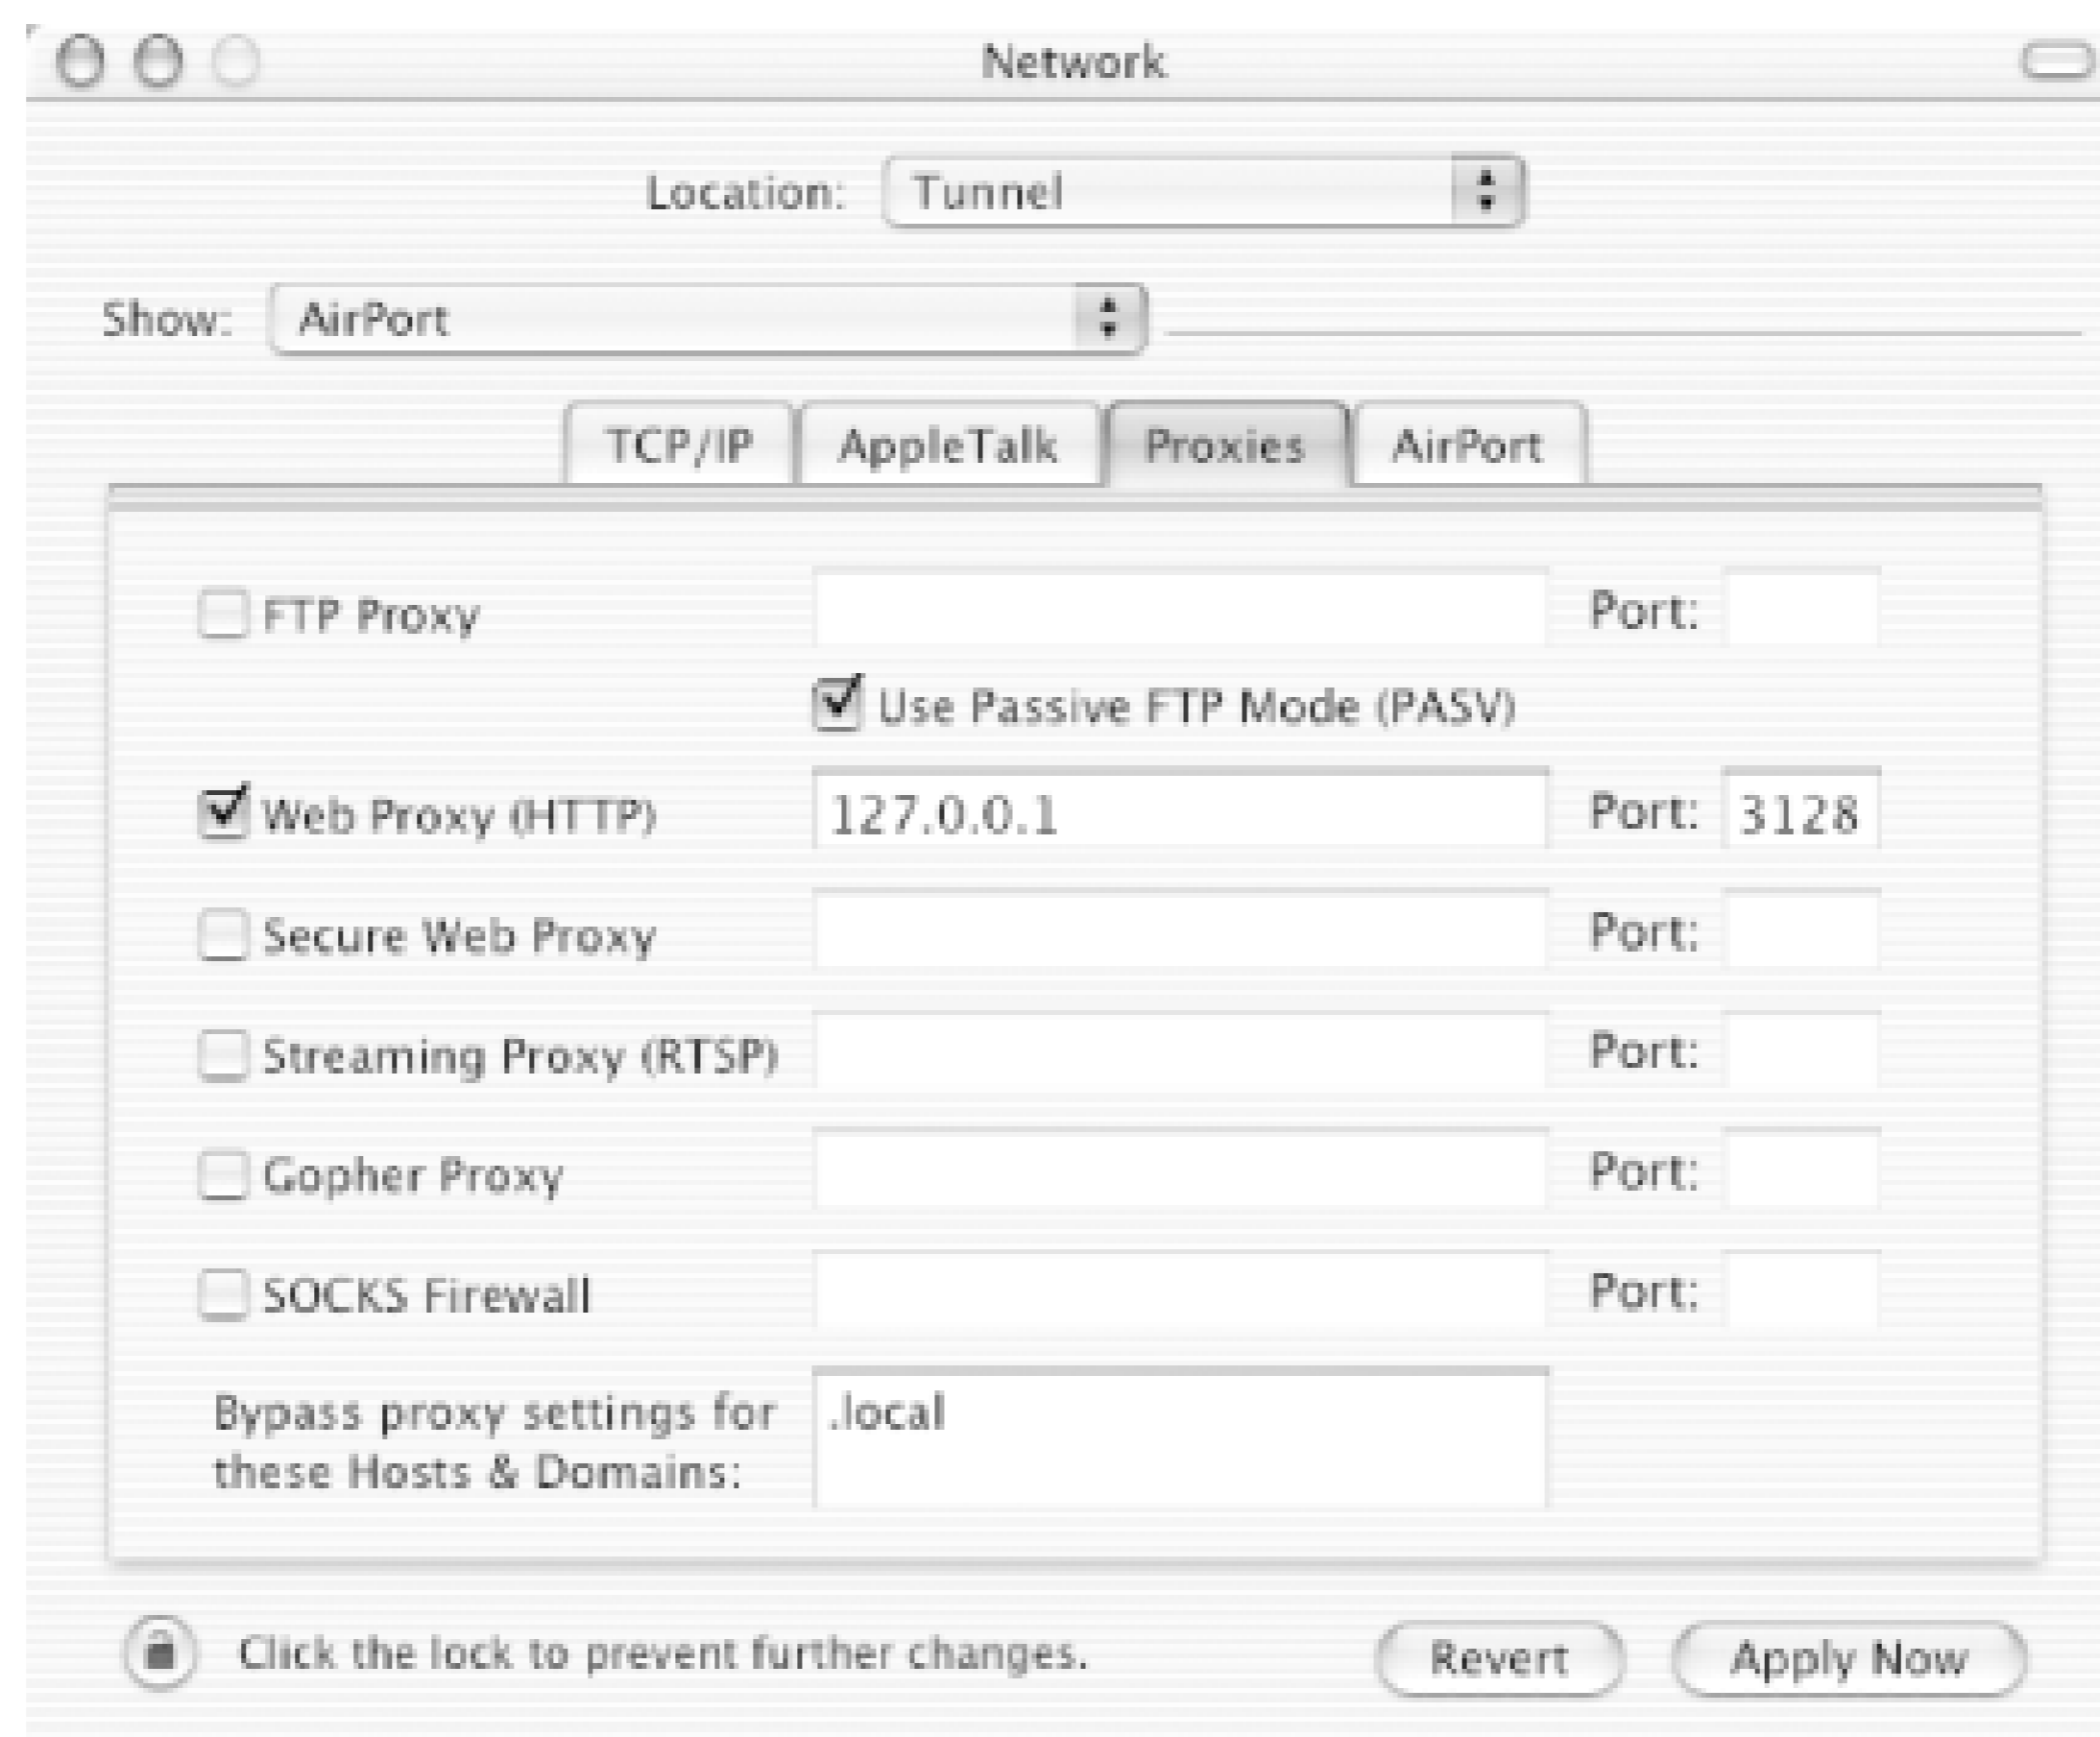 Network
Location: Tunnel
Show: AirPort
TCP/IP AppleTalk Proxies AirPort
FTP Proxy Port:
Use Passive FTP Mode (PASV)
Web Proxy (HTTP) 127.0.0.1 Port: 3128
Secure Web Proxy Port:
Streaming Proxy (RTSP) Port:
Gopher Proxy Port:
SOCKS Firewall Port:
Bypass proxy settings for .local
these Hosts & Domains:
Click the lock to prevent further changes. Revert Apply Now